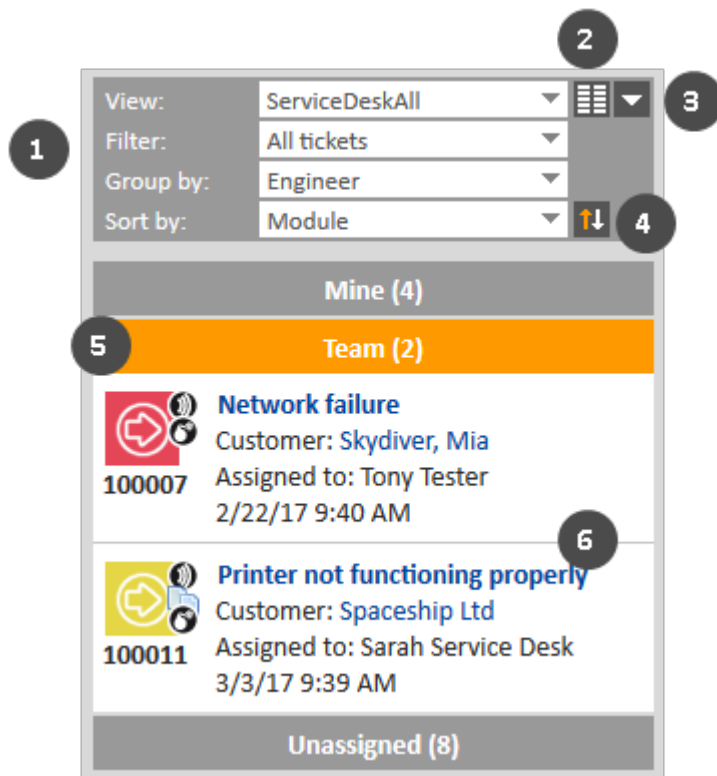 2
View: ServiceDeskAll
3
Filter: All tickets
1
Group by: Engineer
Sort by: Module
4
Mine (4)
5
Team (2)
Network failure
Customer: Skydiver, Mia
100007 Assigned to: Tony Tester
2/22/17 9:40 AM
6
Printer not functioning properly
Customer: Spaceship Ltd
100011 Assigned to: Sarah Service Desk
3/3/17 9:39 AM
Unassigned (8)